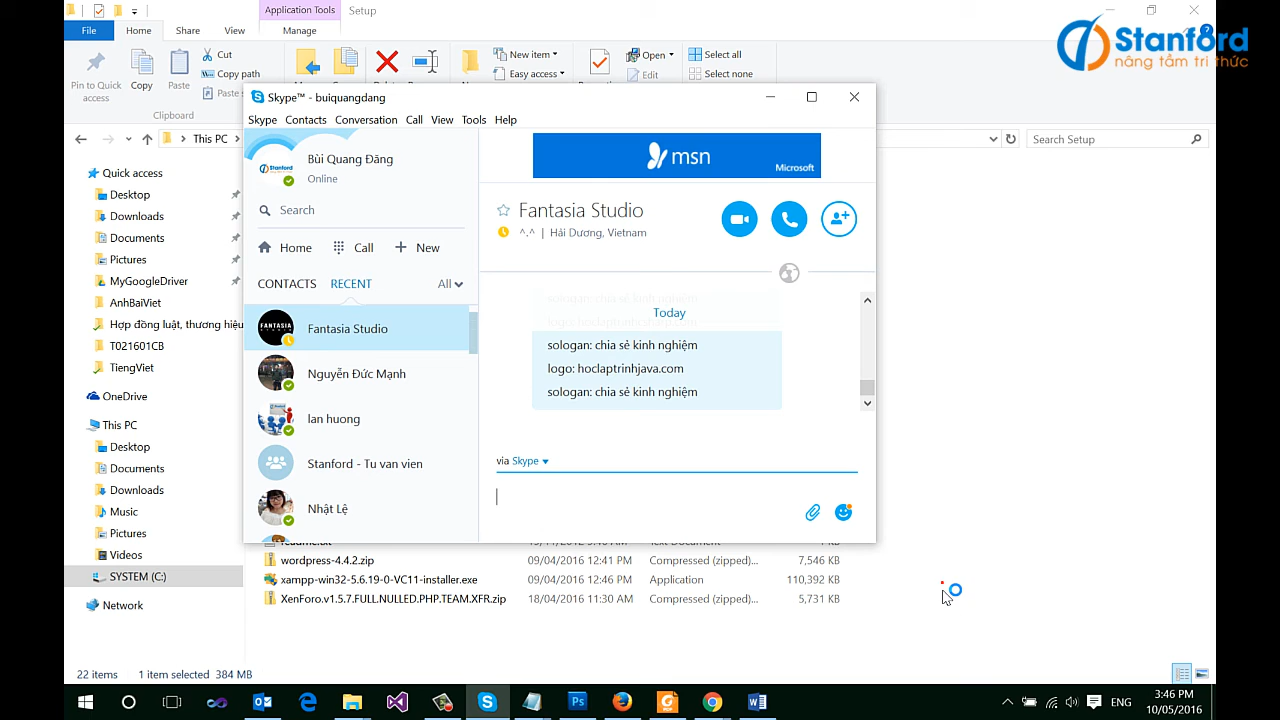 Application Tools
Setup
File
Home
Share
View
Manage
Pin to Quick
access
Copy
Paste
Cut
Copy path
Clipboard
New item
Easy access
Open
Edit
Select all
Select none
Stanford
nâng tầm tri thức
This PC
Search Setup
Quick access
Desktop
Downloads
Documents
Pictures
MyGoogleDriver
AnhBaiViet
Hợp đồng luật, thương hiệu
T021601CB
TiengViet
OneDrive
This PC
Desktop
Documents
Downloads
Music
Pictures
Videos
SYSTEM (C:)
Network
Skype™ - buiquangdang
Skype Contacts Conversation Call View Tools Help
Bùi Quang Đăng
Online
Search
Home
Call
New
CONTACTS
RECENT
All
FANTASIA
Fantasia Studio
Nguyễn Đức Mạnh
lan huong
Stanford - Tu van vien
Nhật Lệ
msn
Microsoft
Fantasia Studio
^.^ | Hải Dương, Vietnam
sologan: chia sẻ kinh nghiệm
Today
sologan: chia sẻ kinh nghiệm
logo: hoclaptrinhjava.com
sologan: chia sẻ kinh nghiệm
via Skype
wordpress-4.4.2.zip 09/04/2016 12:41 PM Compressed (zipped)... 7,546 KB
xampp-win32-5.6.19-0-VC11-installer.exe 09/04/2016 12:46 PM Application 110,392 KB
XenForo.v1.5.7.FULL.NULLED.PHP.TEAM.XFR.zip 18/04/2016 11:30 AM Compressed (zipped)... 5,731 KB
22 items 1 item selected 384 MB
ENG
3:46 PM
10/05/2016